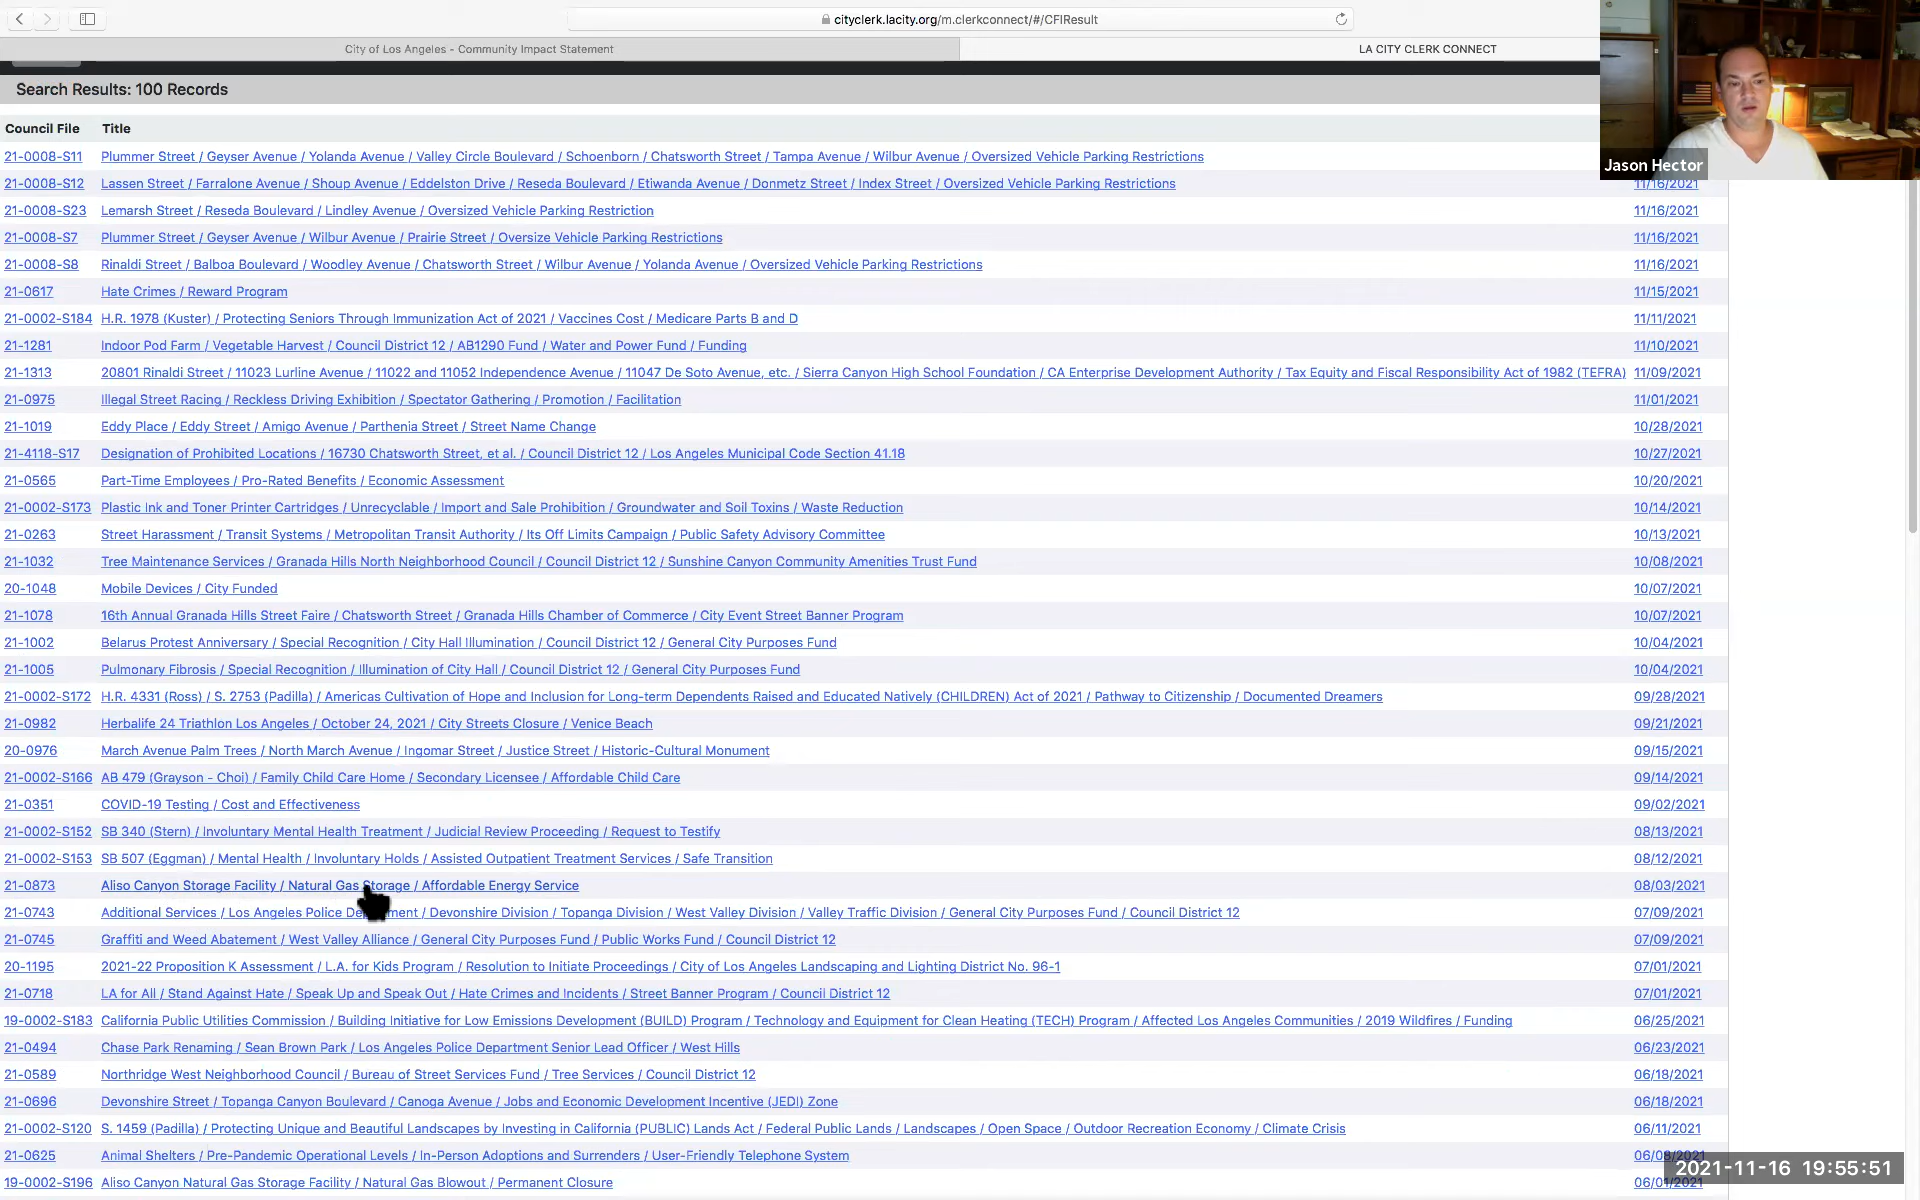 cityclerk.lacity.org/m.clerkconnect/#/CFIResult
City of Los Angeles - Community Impact Statement
LA CITY CLERK CONNECT
Search Results: 100 Records
Council File Title
21-0008-S11 Plummer Street / Geyser Avenue / Yolanda Avenue / Valley Circle Boulevard / Schoenborn / Chatsworth Street / Tampa Avenue / Wilbur Avenue / Oversized Vehicle Parking Restrictions
Jason Hector
21-0008-S12 Lassen Street / Farralone Avenue / Shoup Avenue / Eddelston Drive / Reseda Boulevard / Etiwanda Avenue / Donmetz Street / Index Street / Oversized Vehicle Parking Restrictions 11/16/2021
21-0008-S23 Lemarsh Street / Reseda Boulevard / Lindley Avenue / Oversized Vehicle Parking Restriction 11/16/2021
21-0008-S7 Plummer Street / Geyser Avenue / Wilbur Avenue / Prairie Street / Oversize Vehicle Parking Restrictions 11/16/2021
21-0008-S8 Rinaldi Street / Balboa Boulevard / Woodley Avenue / Chatsworth Street / Wilbur Avenue / Yolanda Avenue / Oversized Vehicle Parking Restrictions 11/16/2021
21-0617 Hate Crimes / Reward Program 11/15/2021
21-0002-S184 H.R. 1978 (Kuster) / Protecting Seniors Through Immunization Act of 2021 / Vaccines Cost / Medicare Parts B and D 11/11/2021
21-1281 Indoor Pod Farm / Vegetable Harvest / Council District 12 / AB1290 Fund / Water and Power Fund / Funding 11/10/2021
21-1313 20801 Rinaldi Street / 11023 Lurline Avenue / 11022 and 11052 Independence Avenue / 11047 De Soto Avenue, etc. / Sierra Canyon High School Foundation / CA Enterprise Development Authority / Tax Equity and Fiscal Responsibility Act of 1982 (TEFRA) 11/09/2021
21-0975 Illegal Street Racing / Reckless Driving Exhibition / Spectator Gathering / Promotion / Facilitation 11/01/2021
21-1019 Eddy Place / Eddy Street / Amigo Avenue / Parthenia Street / Street Name Change 10/28/2021
21-4118-S17 Designation of Prohibited Locations / 16730 Chatsworth Street, et al. / Council District 12 / Los Angeles Municipal Code Section 41.18 10/27/2021
21-0565 Part-Time Employees / Pro-Rated Benefits / Economic Assessment 10/20/2021
21-0002-S173 Plastic Ink and Toner Printer Cartridges / Unrecyclable / Import and Sale Prohibition / Groundwater and Soil Toxins / Waste Reduction 10/14/2021
21-0263 Street Harassment / Transit Systems / Metropolitan Transit Authority / Its Off Limits Campaign / Public Safety Advisory Committee 10/13/2021
21-1032 Tree Maintenance Services / Granada Hills North Neighborhood Council / Council District 12 / Sunshine Canyon Community Amenities Trust Fund 10/08/2021
20-1048 Mobile Devices / City Funded 10/07/2021
21-1078 16th Annual Granada Hills Street Faire / Chatsworth Street / Granada Hills Chamber of Commerce / City Event Street Banner Program 10/07/2021
21-1002 Belarus Protest Anniversary / Special Recognition / City Hall Illumination / Council District 12 / General City Purposes Fund 10/04/2021
21-1005 Pulmonary Fibrosis / Special Recognition / Illumination of City Hall / Council District 12 / General City Purposes Fund 10/04/2021
21-0002-S172 H.R. 4331 (Ross) / S. 2753 (Padilla) / Americas Cultivation of Hope and Inclusion for Long-term Dependents Raised and Educated Natively (CHILDREN) Act of 2021 / Pathway to Citizenship / Documented Dreamers 09/28/2021
21-0982 Herbalife 24 Triathlon Los Angeles / October 24, 2021 / City Streets Closure / Venice Beach 09/21/2021
20-0976 March Avenue Palm Trees / North March Avenue / Ingomar Street / Justice Street / Historic-Cultural Monument 09/15/2021
21-0002-S166 AB 479 (Grayson - Choi) / Family Child Care Home / Secondary Licensee / Affordable Child Care 09/14/2021
21-0351 COVID-19 Testing / Cost and Effectiveness 09/02/2021
21-0002-S152 SB 340 (Stern) / Involuntary Mental Health Treatment / Judicial Review Proceeding / Request to Testify 08/13/2021
21-0002-S153 SB 507 (Eggman) / Mental Health / Involuntary Holds / Assisted Outpatient Treatment Services / Safe Transition 08/12/2021
21-0873 Aliso Canyon Storage Facility / Natural Gas Storage / Affordable Energy Service 08/03/2021
21-0743 Additional Services / Los Angeles Police Department / Devonshire Division / Topanga Division / West Valley Division / Valley Traffic Division / General City Purposes Fund / Council District 12 07/09/2021
21-0745 Graffiti and Weed Abatement / West Valley Alliance / General City Purposes Fund / Public Works Fund / Council District 12 07/09/2021
20-1195 2021-22 Proposition K Assessment / L.A. for Kids Program / Resolution to Initiate Proceedings / City of Los Angeles Landscaping and Lighting District No. 96-1 07/01/2021
21-0718 LA for All / Stand Against Hate / Speak Up and Speak Out / Hate Crimes and Incidents / Street Banner Program / Council District 12 07/01/2021
19-0002-S183 California Public Utilities Commission / Building Initiative for Low Emissions Development (BUILD) Program / Technology and Equipment for Clean Heating (TECH) Program / Affected Los Angeles Communities / 2019 Wildfires / Funding 06/25/2021
21-0494 Chase Park Renaming / Sean Brown Park / Los Angeles Police Department Senior Lead Officer / West Hills 06/23/2021
21-0589 Northridge West Neighborhood Council / Bureau of Street Services Fund / Tree Services / Council District 12 06/18/2021
21-0696 Devonshire Street / Topanga Canyon Boulevard / Canoga Avenue / Jobs and Economic Development Incentive (JEDI) Zone 06/18/2021
21-0002-S120 S. 1459 (Padilla) / Protecting Unique and Beautiful Landscapes by Investing in California (PUBLIC) Lands Act / Federal Public Lands / Landscapes / Open Space / Outdoor Recreation Economy / Climate Crisis 06/11/2021
21-0625 Animal Shelters / Pre-Pandemic Operational Levels / In-Person Adoptions and Surrenders / User-Friendly Telephone System 06/08/2021
2021-11-16 19:55:51
19-0002-S196 Aliso Canyon Natural Gas Storage Facility / Natural Gas Blowout / Permanent Closure